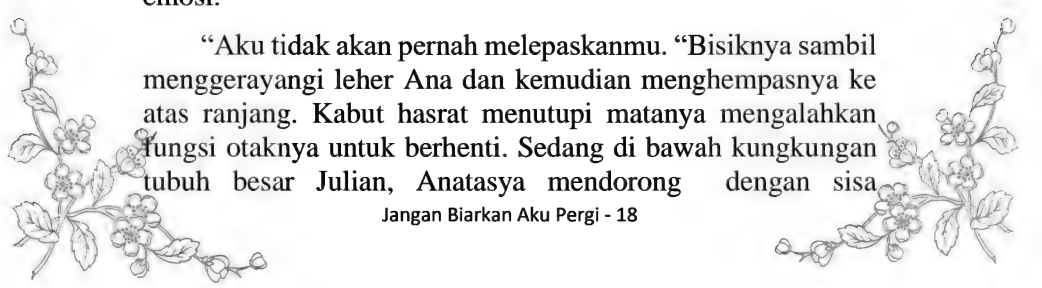 emosi.
“Aku tidak akan pernah melepaskanmu. “Bisiknya sambil
menggerayangi leher Ana dan kemudian menghempasnya ke
atas ranjang. Kabut hasrat menutupi matanya mengalahkan
fungsi otaknya untuk berhenti. Sedang di bawah kungkungan
tubuh besar Julian, Anatasya mendorong dengan sisa
Jangan Biarkan Aku Pergi - 18